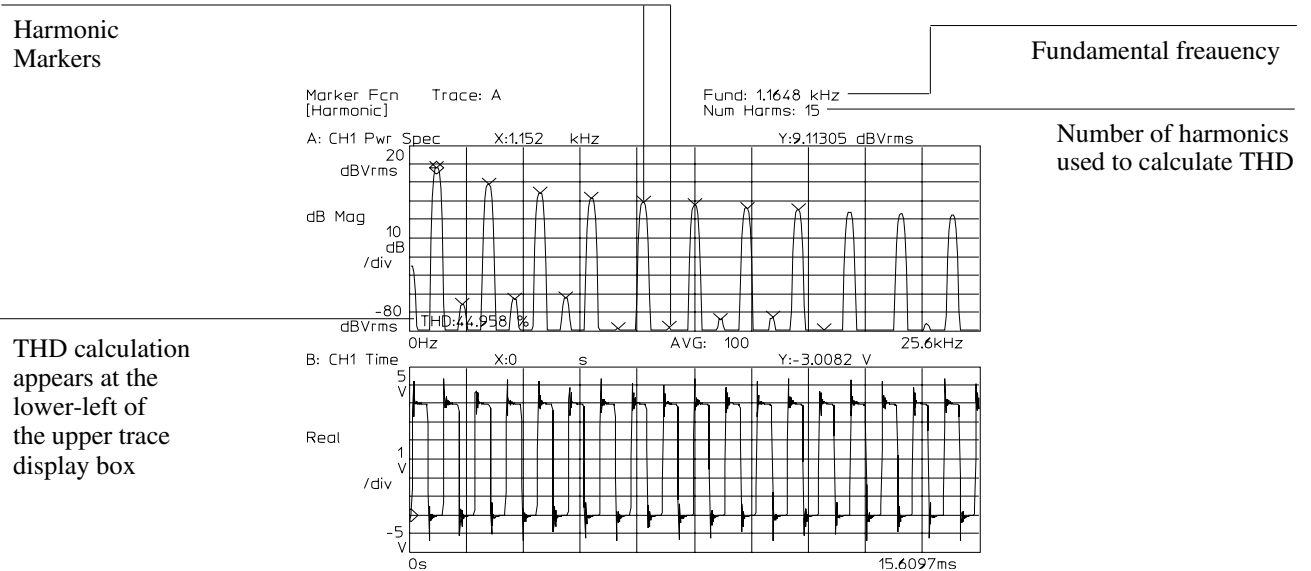 Harmonic
Markers
Fundamental freauency
Marker Fcn Trace: A
[Harmonic]
Fund: 1.1648 kHz
Num Harms: 15
Number of harmonics
used to calculate THD
A: CH1 Pwr Spec X:1.152 kHz Y:9.11305 dBVrms
20
dBVrms
dB Mag
10
dB
/div
-80
dBVrms
THD:44.958 %
0Hz AVG: 100 25.6kHz
THD calculation
appears at the
lower-left of
the upper trace
display box
B: CH1 Time X:0 s Y:-3.0082 V
5
V
Real
1
V
/div
-5
V
0s 15.6097ms